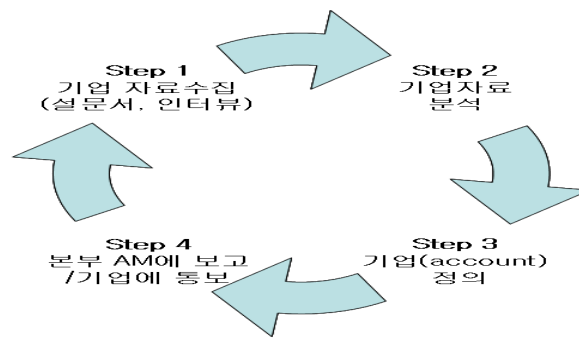 Step 1
기업 자료수집
(설문서, 인터뷰)
Step 2
기업자료
분석
Step 3
기업(account)
정의
Step 4
본부 AM에 보고
/기업에 통보